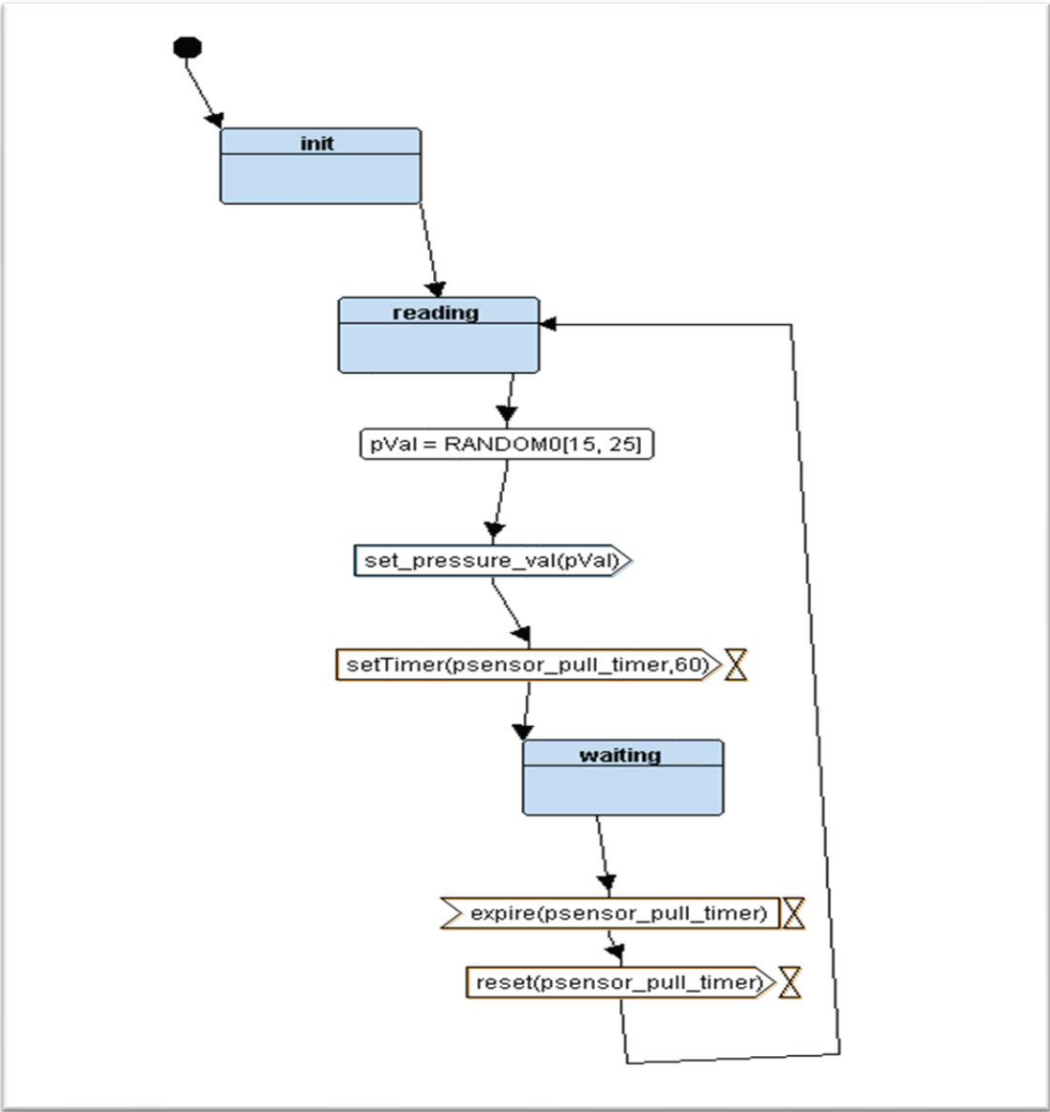 init
reading
pVal = RANDOM0[15, 25]
set_pressure_val(pVal)
setTimer(psensor_pull_timer,60)
waiting
expire(psensor_pull_timer)
reset(psensor_pull_timer)